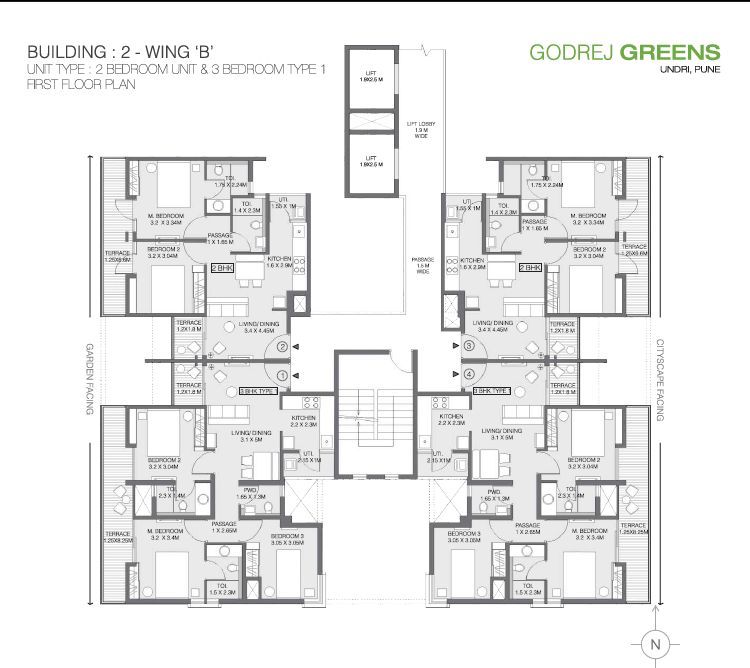 BUILDING : 2 - WING ‘B’
UNIT TYPE : 2 BEDROOM UNIT & 3 BEDROOM TYPE 1
FIRST FLOOR PLAN
GODREJ GREENS
UNDRI, PUNE
LIFT
1.9X2.5 M
LIFT LOBBY
1.9 M
WIDE
LIFT
1.9X2.5 M
TOI.
1.75 X 2.24M
UTI.
1.55 X 1M
TOI.
1.4 X 2.3M
M. BEDROOM
3.2 X 3.34M
PASSAGE
1 X 1.65 M
BEDROOM 2
3.2 X 3.04M
TERRACE
1.25X6.6M
2 BHK
KITCHEN
1.6 X 2.9M
TERRACE
1.2X1.8 M
LIVING/ DINING
3.4 X 4.45M
2
PASSAGE
1.5 M
WIDE
UTI.
1.55 X 1M
TOI.
1.4 X 2.3M
TOI.
1.75 X 2.24M
M. BEDROOM
3.2 X 3.34M
PASSAGE
1 X 1.65 M
BEDROOM 2
3.2 X 3.04M
TERRACE
1.25X6.6M
KITCHEN
1.6 X 2.9M
2 BHK
LIVING/ DINING
3.4 X 4.45M
TERRACE
1.2X1.8 M
3
GARDEN FACING
CITYSCAPE FACING
1
TERRACE
1.2X1.8 M
3 BHK TYPE 1
LIVING/ DINING
3.1 X 5M
KITCHEN
2.2 X 2.3M
UTI.
2.15 X1M
BEDROOM 2
3.2 X 3.04M
TOI.
2.3 X 1.4M
PWD.
1.65 X 1.3M
TERRACE
1.25X8.25M
M. BEDROOM
3.2 X 3.4M
PASSAGE
1 X 2.65M
BEDROOM 3
3.05 X 3.05M
TOI.
1.5 X 2.3M
4
3 BHK TYPE 1
TERRACE
1.2X1.8 M
KITCHEN
2.2 X 2.3M
LIVING/ DINING
3.1 X 5M
UTI.
2.15 X1M
BEDROOM 2
3.2 X 3.04M
PWD.
1.65 X 1.3M
TOI.
2.3 X 1.4M
BEDROOM 3
3.05 X 3.05M
PASSAGE
1 X 2.65M
M. BEDROOM
3.2 X 3.4M
TERRACE
1.25X8.25M
TOI.
1.5 X 2.3M
N